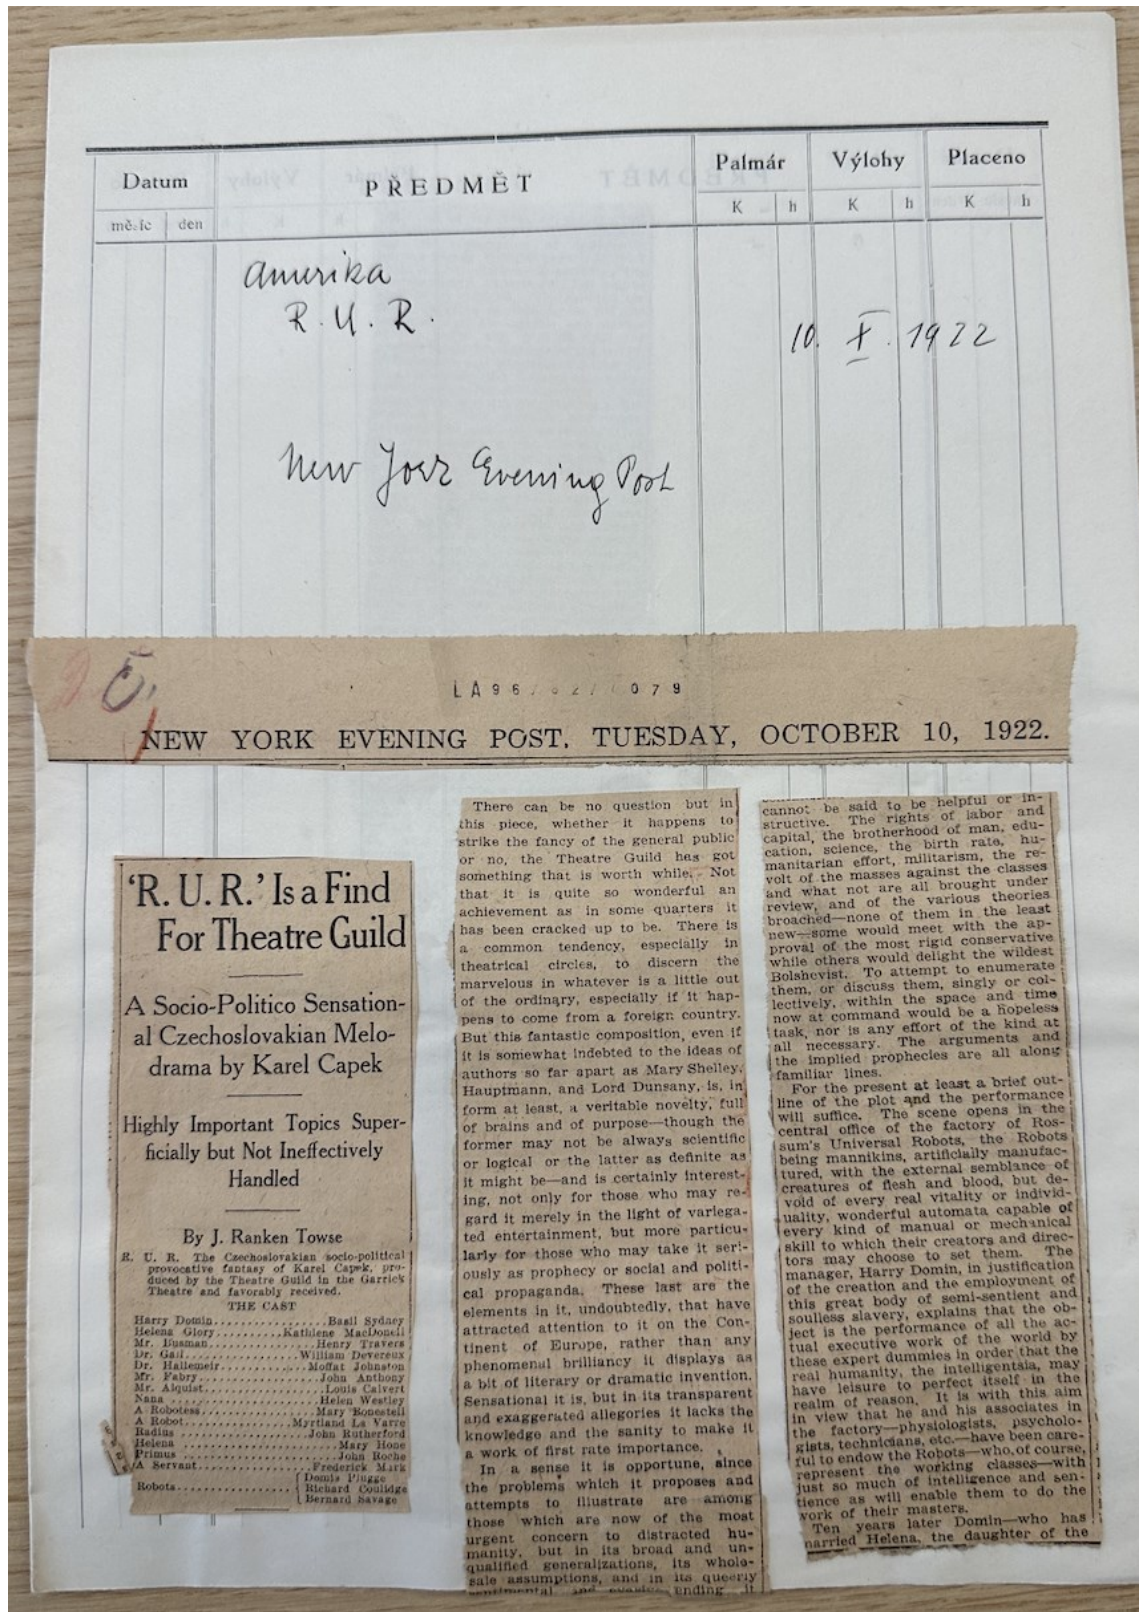 Datum
PŘEDMĚT
Palmár
Výlohy
Placeno
měsíc
den
K
h
K
h
K
h
Amerika
R.U.R.
10. X. 1922
New Joer Evening Post
LA96 079
NEW YORK EVENING POST, TUESDAY, OCTOBER 10, 1922.
'R. U. R.' Is a Find
For Theatre Guild
A Socio-Politico Sensation-
al Czechoslovakian Melo-
drama by Karel Capek
Highly Important Topics Super-
ficially but Not Ineffectively
Handled
By J. Ranken Towse
R. U. R. The Czechoslovakian socio-political
provocative fantasy of Karel Capek, pro-
duced by the Theatre Guild in the Garrick
Theatre and favorably received.
THE CAST
Harry Domin..............Basil Sydney
Helena Glory.........Kathlene MacDonell
Mr. Busman...............Henry Travers
Dr. Gall...............William Devereux
Dr. Hallemeir...........Moffat Johnston
Mr. Fabry.................John Anthony
Mr. Alquist...............Louis Calvert
Nana.....................Helen Westley
A Robotess..............Mary Bonestell
A Robot...............Myrtland La Varre
Radius.................John Rutherford
Helena.....................Mary Hone
Primus....................John Roche
A Servant..............Frederick Mark
Domis Plugge
Robots..................Richard Coolidge
Bernard Savage
There can be no question but in
this piece, whether it happens to
strike the fancy of the general public
or no, the Theatre Guild has got
something that is worth while. Not
that it is quite so wonderful an
achievement as in some quarters it
has been cracked up to be. There is
a common tendency, especially in
theatrical circles, to discern the
marvelous in whatever is a little out
of the ordinary, especially if it hap-
pens to come from a foreign country.
But this fantastic composition, even if
it is somewhat indebted to the ideas of
authors so far apart as Mary Shelley,
Hauptmann, and Lord Dunsany, is, in
form at least, a veritable novelty, full
of brains and of purpose—though the
former may not be always scientific
or logical or the latter as definite as
it might be—and is certainly interest-
ing, not only for those who may re-
gard it merely in the light of variega-
ted entertainment, but more particu-
larly for those who may take it seri-
ously as prophecy or social and politi-
cal propaganda. These last are the
elements in it, undoubtedly, that have
attracted attention to it on the Con-
tinent of Europe, rather than any
phenomenal brilliancy it displays as
a bit of literary or dramatic invention.
Sensational it is, but in its transparent
and exaggerated allegories it lacks the
knowledge and the sanity to make it
a work of first rate importance.
In a sense it is opportune, since
the problems which it proposes and
attempts to illustrate are among
those which are now of the most
urgent concern to distracted hu-
manity, but in its broad and un-
qualified generalizations, its whole-
sale assumptions, and in its queerly
sentimental and evasive ending it
cannot be said to be helpful or in-
structive. The rights of labor and
capital, the brotherhood of man, edu-
cation, science, the birth rate, hu-
manitarian effort, militarism, the re-
volt of the masses against the classes
and what not are all brought under
review, and of the various theories
broached—none of them in the least
new—some would meet with the ap-
proval of the most rigid conservative
while others would delight the wildest
Bolshevist. To attempt to enumerate
them, or discuss them, singly or col-
lectively, within the space and time
now at command would be a hopeless
task, nor is any effort of the kind at
all necessary. The arguments and
the implied prophecies are all along
familiar lines.
For the present at least a brief out-
line of the plot and the performance
will suffice. The scene opens in the
central office of the factory of Ros-
sum's Universal Robots, the Robots
being mannikins, artificially manufac-
tured, with the external semblance of
creatures of flesh and blood, but de-
void of every real vitality or individ-
uality, wonderful automata capable of
every kind of manual or mechanical
skill to which their creators and direc-
tors may choose to set them. The
manager, Harry Domin, in justification
of the creation and the employment of
this great body of semi-sentient and
soulless slavery, explains that the ob-
ject is the performance of all the ac-
tual executive work of the world by
these expert dummies in order that the
real humanity, the intelligentsia, may
have leisure to perfect itself in the
realm of reason. It is with this aim
in view that he and his associates in
the factory—physiologists, psycholo-
gists, technicians, etc.—have been care-
ful to endow the Robots—who, of course,
represent the working classes—with
just so much of intelligence and sen-
tience as will enable them to do the
work of their masters.
Ten years later Domin—who has
married Helena, the daughter of the